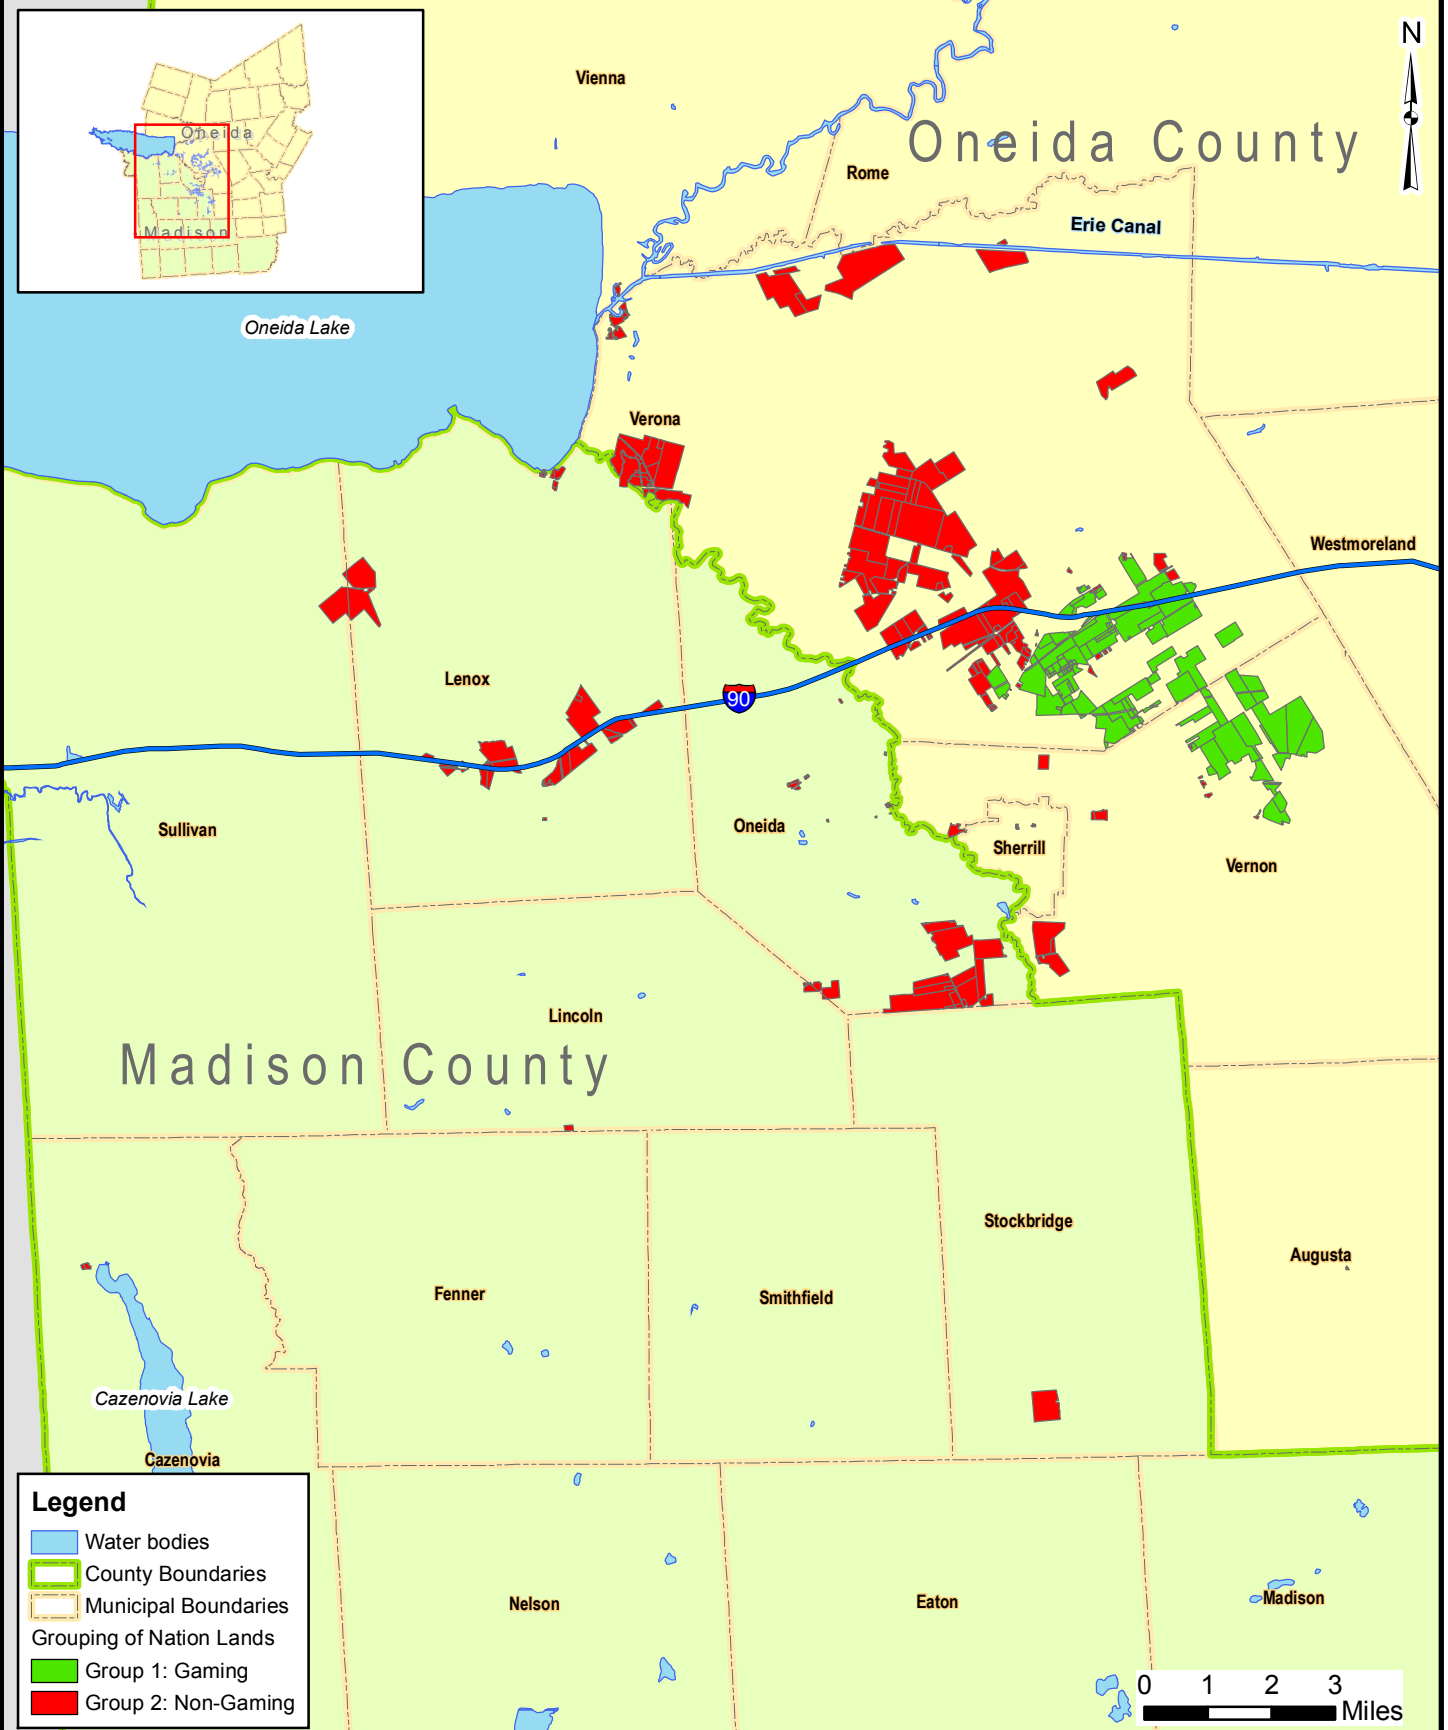 N
Vienna
Oneida County
Oneida
Madison
Rome
Erie Canal
Oneida Lake
Verona
Westmoreland
Lenox
90
Sullivan
Oneida
Sherrill
Vernon
Lincoln
Madison County
Stockbridge
Augusta
Fenner
Smithfield
Cazenovia Lake
Cazenovia
Nelson
Eaton
Madison
Legend
Water bodies
County Boundaries
Municipal Boundaries
Grouping of Nation Lands
Group 1: Gaming
Group 2: Non-Gaming
0 1 2 3
Miles